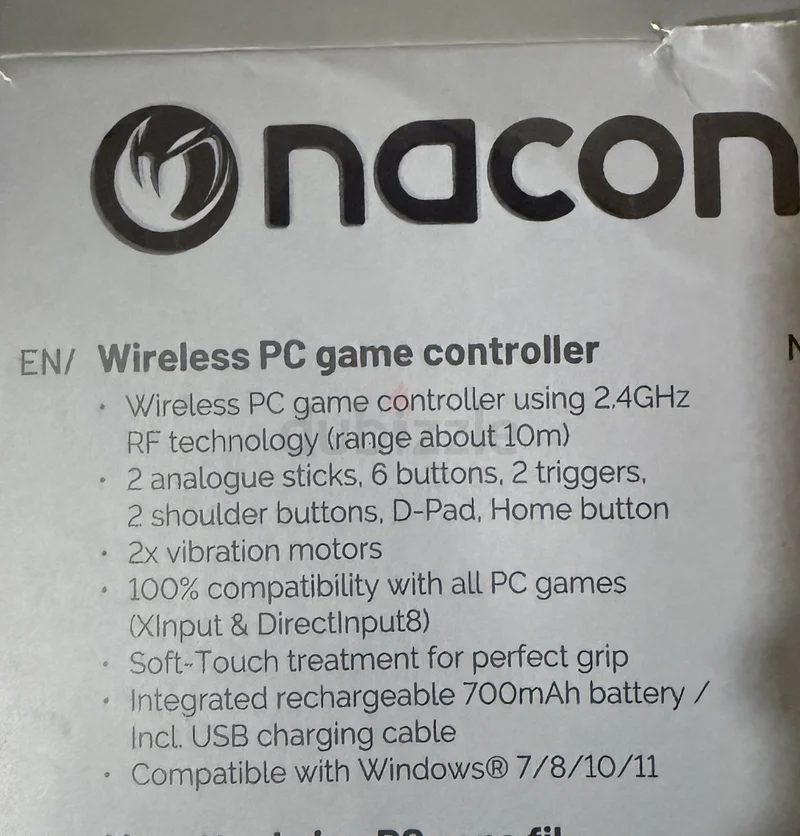 nacon
EN/ Wireless PC game controller
• Wireless PC game controller using 2,4GHz
RF technology (range about 10m)
• 2 analogue sticks, 6 buttons, 2 triggers,
2 shoulder buttons, D-Pad, Home button
• 2x vibration motors
• 100% compatibility with all PC games
(XInput & DirectInput8)
• Soft-Touch treatment for perfect grip
• Integrated rechargeable 700mAh battery /
Incl. USB charging cable
• Compatible with Windows® 7/8/10/11
dubizzle